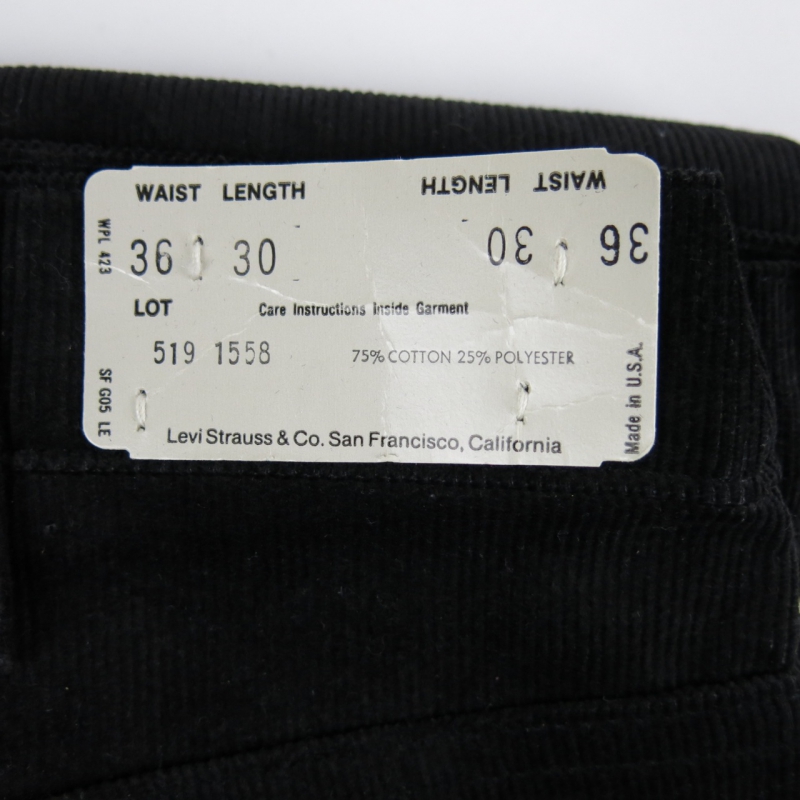 WAIST LENGTH
WAIST LENGTH
WPL 423
36 30
36 30
LOT
Care Instructions Inside Garment
519 1558
75% COTTON 25% POLYESTER
SF G05 LE
Made in U.S.A.
Levi Strauss & Co. San Francisco, California